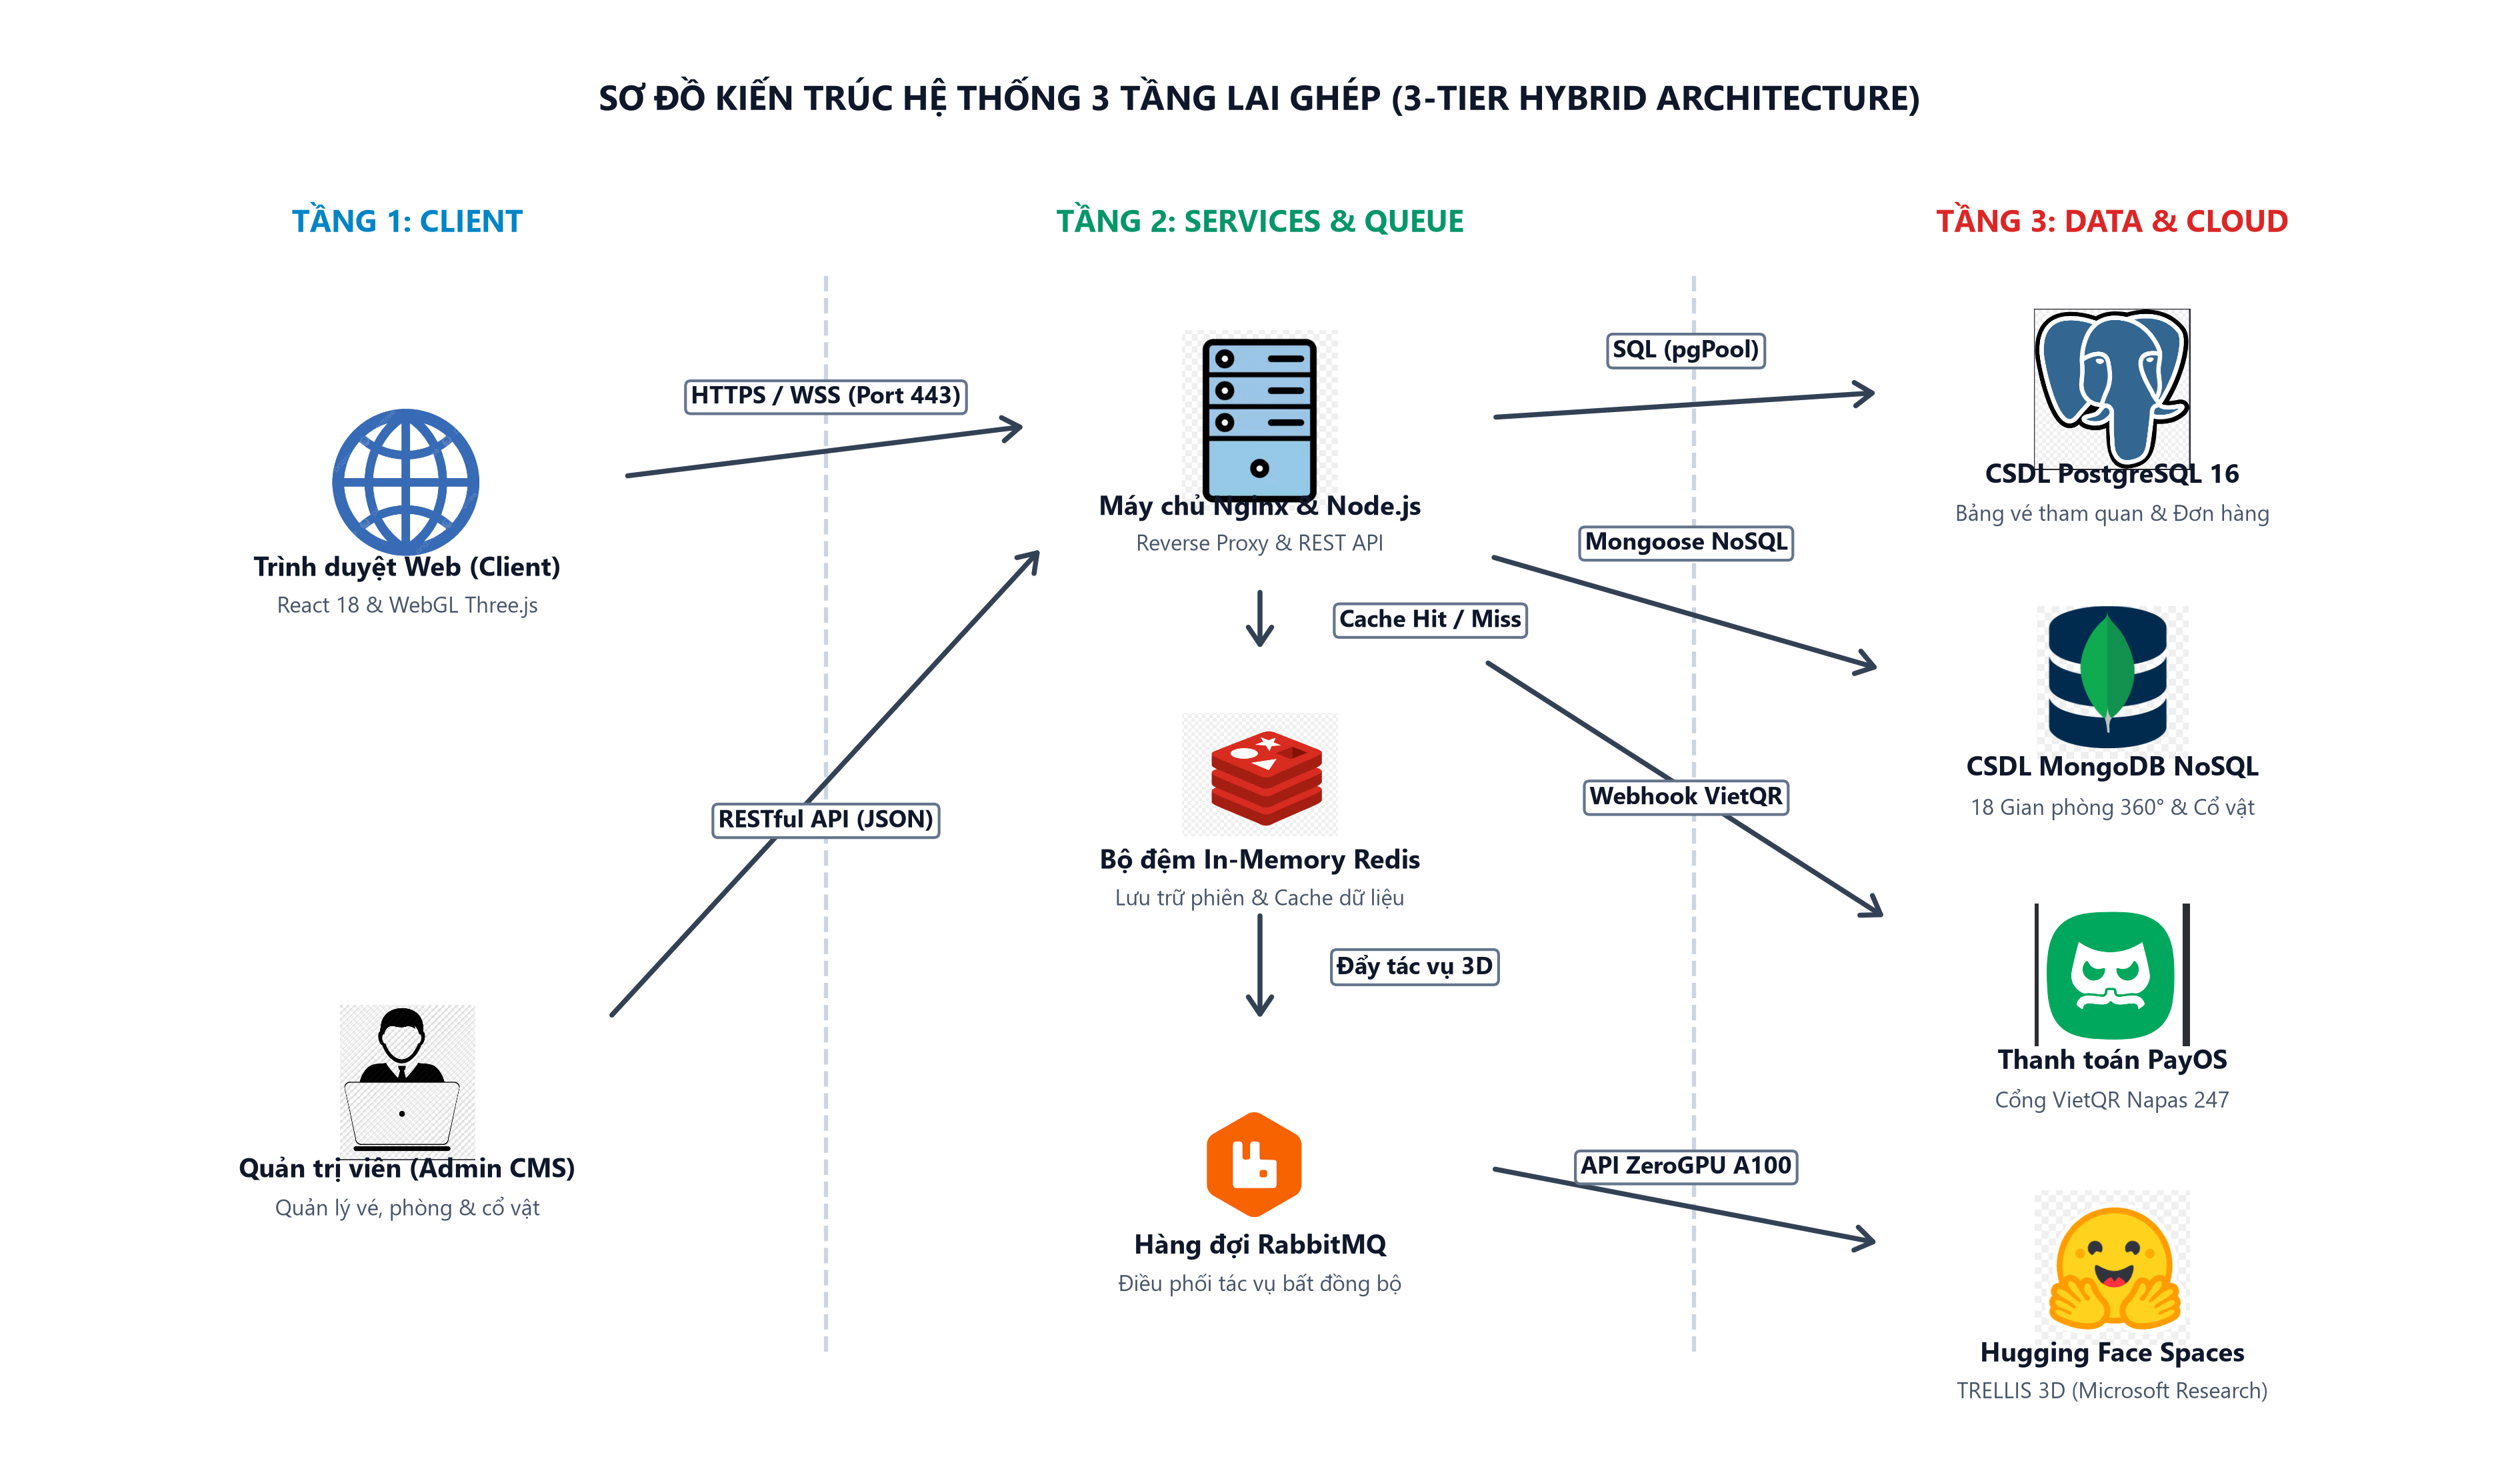 SƠ ĐỒ KIẾN TRÚC HỆ THỐNG 3 TẦNG LAI GHÉP (3-TIER HYBRID ARCHITECTURE)
TẦNG 1: CLIENT
Trình duyệt Web (Client)
React 18 & WebGL Three.js
Quản trị viên (Admin CMS)
Quản lý vé, phòng & cổ vật
HTTPS / WSS (Port 443)
RESTful API (JSON)
TẦNG 2: SERVICES & QUEUE
Máy chủ Nginx & Node.js
Reverse Proxy & REST API
Cache Hit / Miss
Bộ đệm In-Memory Redis
Lưu trữ phiên & Cache dữ liệu
Đẩy tác vụ 3D
Hàng đợi RabbitMQ
Điều phối tác vụ bất đồng bộ
SQL (pgPool)
Mongoose NoSQL
Webhook VietQR
API ZeroGPU A100
TẦNG 3: DATA & CLOUD
CSDL PostgreSQL 16
Bảng vé tham quan & Đơn hàng
CSDL MongoDB NoSQL
18 Gian phòng 360° & Cổ vật
Thanh toán PayOS
Cổng VietQR Napas 247
Hugging Face Spaces
TRELLIS 3D (Microsoft Research)